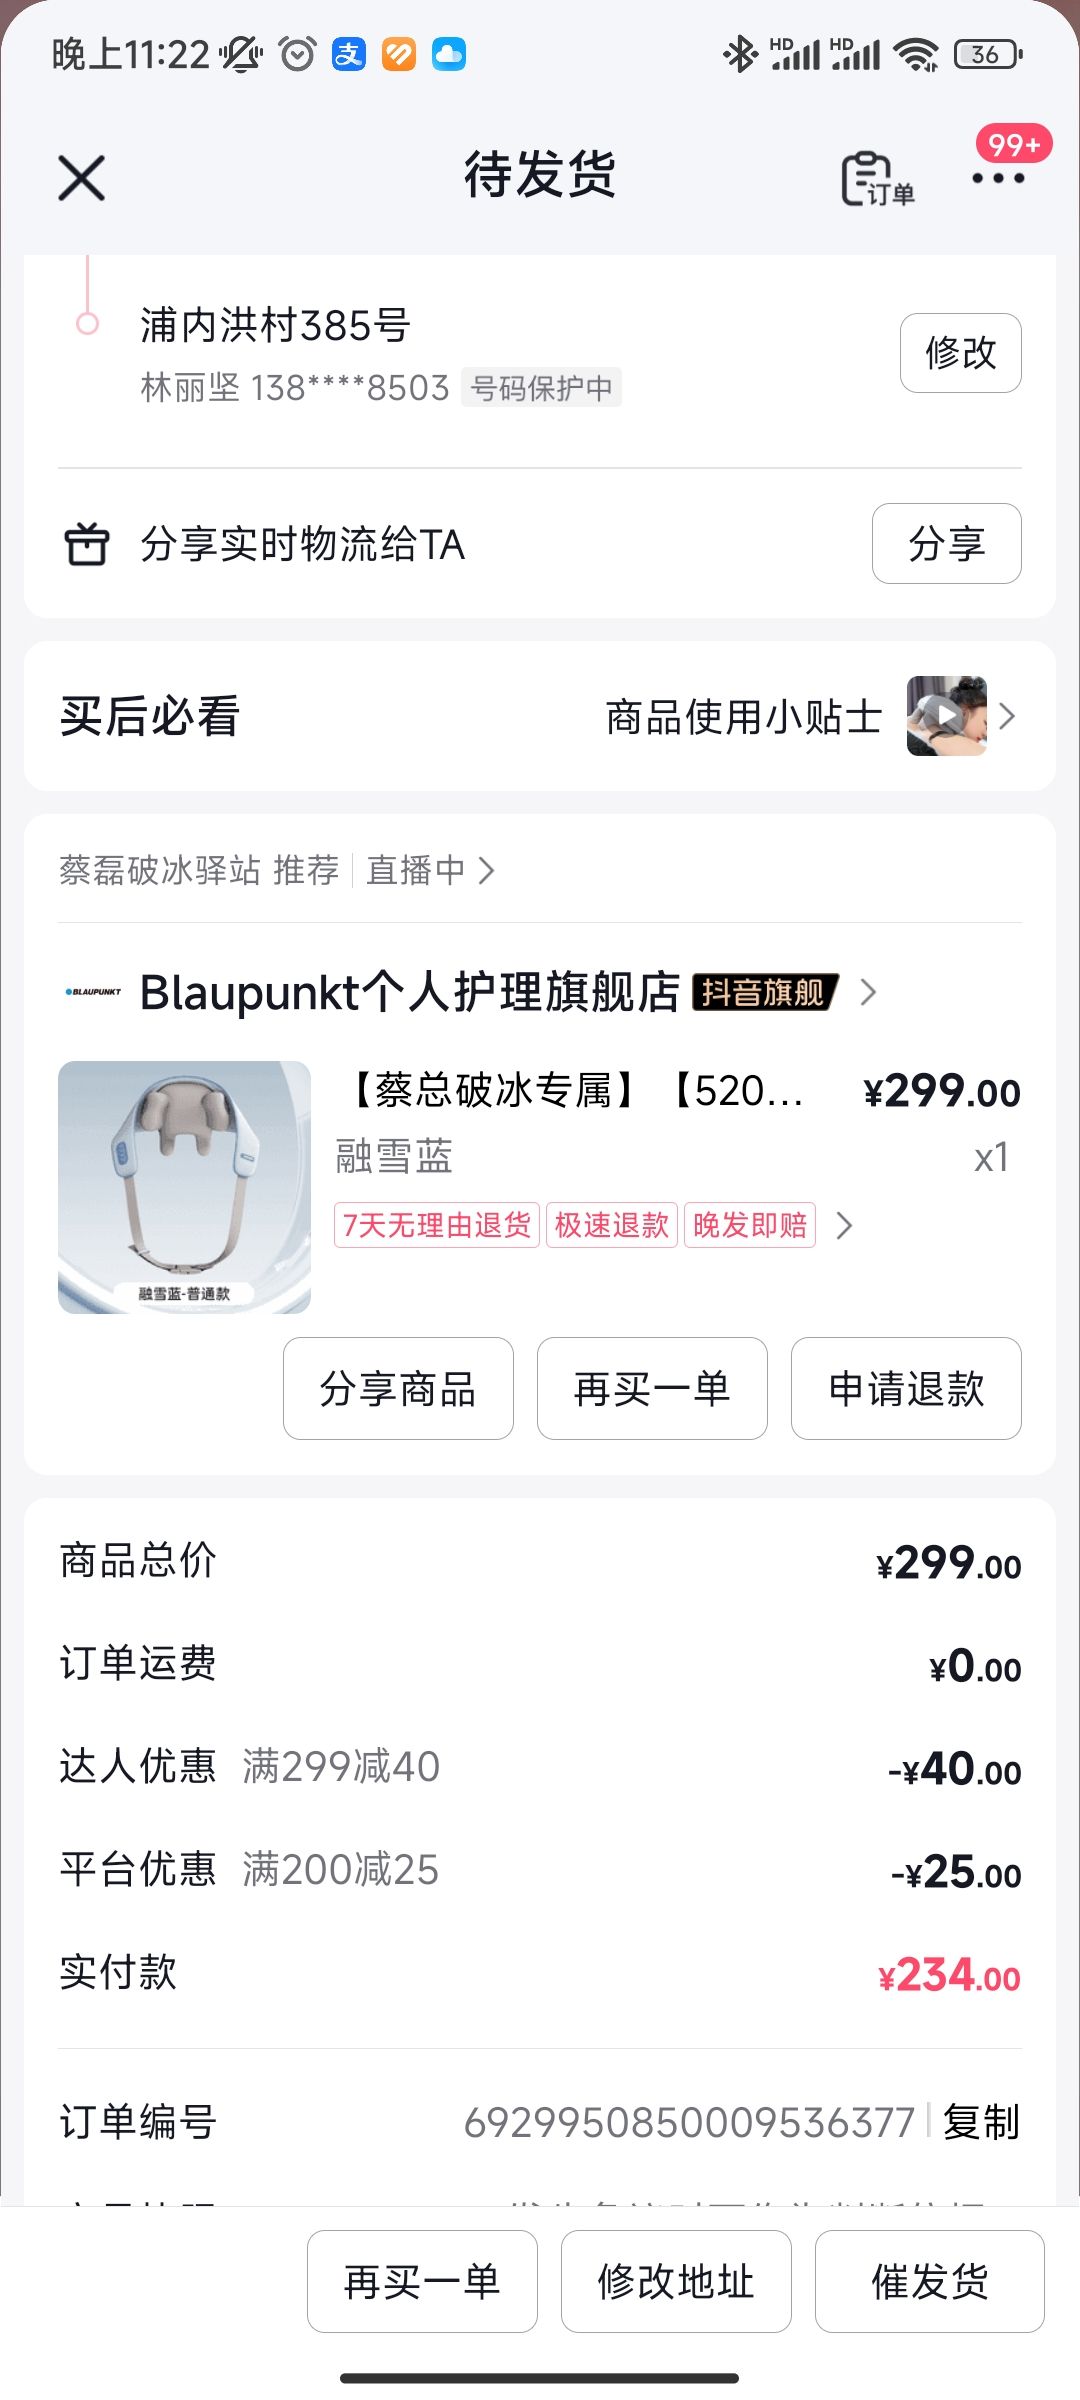 晚上11:22
HD HD 36
待发货
订单
99+
浦内洪村385号
修改
林丽坚 138****8503 号码保护中
分享实时物流给TA
分享
买后必看
商品使用小贴士
蔡磊破冰驿站 推荐 直播中
BLAUPUNKT
Blaupunkt个人护理旗舰店 抖音旗舰
【蔡总破冰专属】【520... ¥299.00
融雪蓝 x1
7天无理由退货 极速退款 晚发即赔
融雪蓝-普通款
分享商品 再买一单 申请退款
商品总价 ¥299.00
订单运费 ¥0.00
达人优惠 满299减40 -¥40.00
平台优惠 满200减25 -¥25.00
实付款 ¥234.00
订单编号 6929950850009536377 复制
再买一单 修改地址 催发货